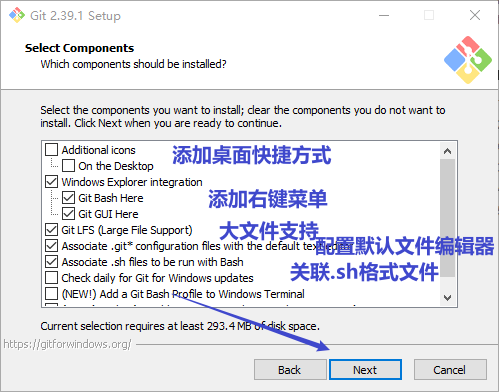 Git 2.39.1 Setup
Select Components
Which components should be installed?
Select the components you want to install; clear the components you do not want to
install. Click Next when you are ready to continue.
Additional icons
添加桌面快捷方式
On the Desktop
Windows Explorer integration
Git Bash Here
添加右键菜单
Git GUI Here
Git LFS (Large File Support)
大文件支持
Associate .git* configuration files with the default text
配置默认文件编辑器
Associate .sh files to be run with Bash
关联.sh格式文件
Check daily for Git for Windows updates
(NEW!) Add a Git Bash Profile to Windows Terminal
Current selection requires at least 293.4 MB of disk space.
https://gitforwindows.org/
Back
Next
Cancel